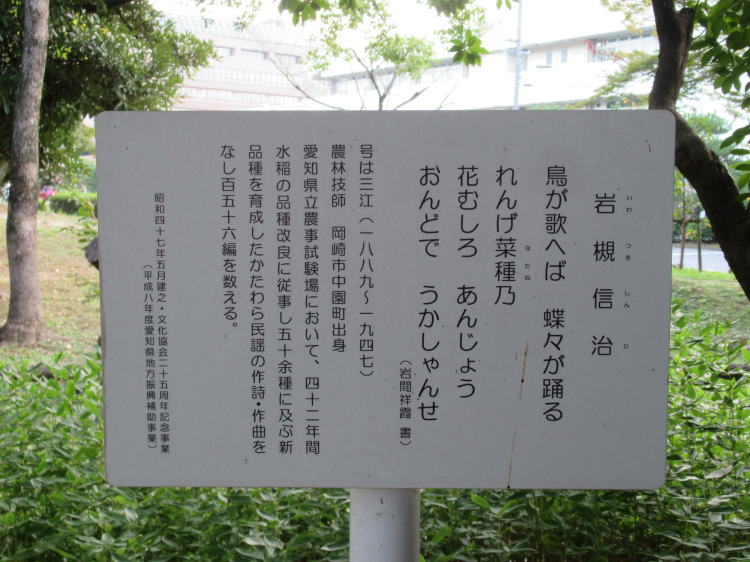 岩槻信治
いわつきしんじ
鳥が歌へば 蝶々が踊る
れんげ菜種乃
なたね
花むしろ あんじょう
おんどで うかしゃんせ
(岩間祥霞 書)
号は三江(一八八九〜一九四七)
農林技師 岡崎市中園町出身
愛知県立農事試験場において、四十二年間
水稲の品種改良に従事し五十余種に及ぶ新
品種を育成したかたわら民謡の作詩・作曲を
なし百五十六編を数える。
昭和四十七年五月建之・文化協会二十五周年記念事業
(平成八年度愛知県地方振興補助事業)